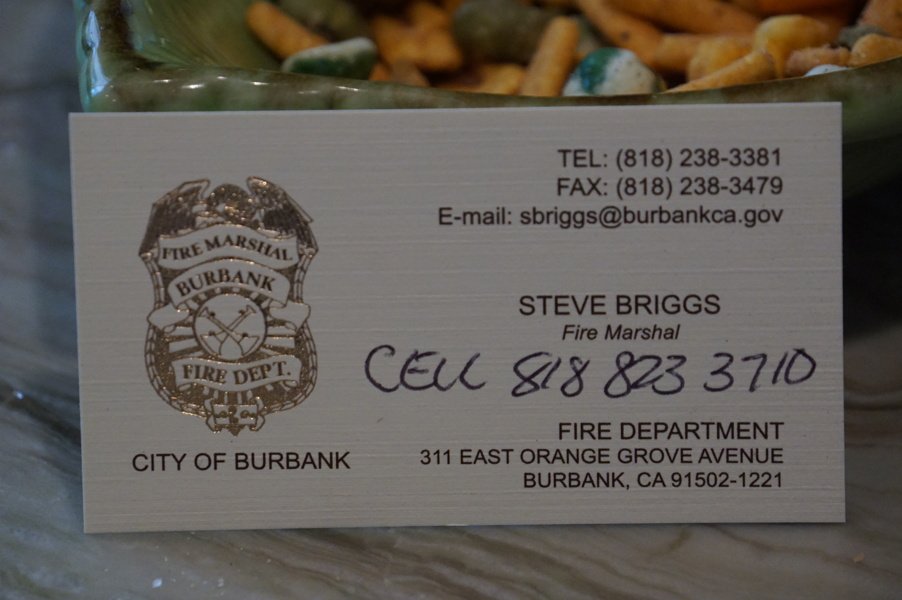 TEL: (818) 238-3381
FAX: (818) 238-3479
E-mail: sbriggs@burbankca.gov
FIRE MARSHAL
BURBANK
FIRE DEPT.
CITY OF BURBANK
STEVE BRIGGS
Fire Marshal
CELL 818 823 3710
FIRE DEPARTMENT
311 EAST ORANGE GROVE AVENUE
BURBANK, CA 91502-1221